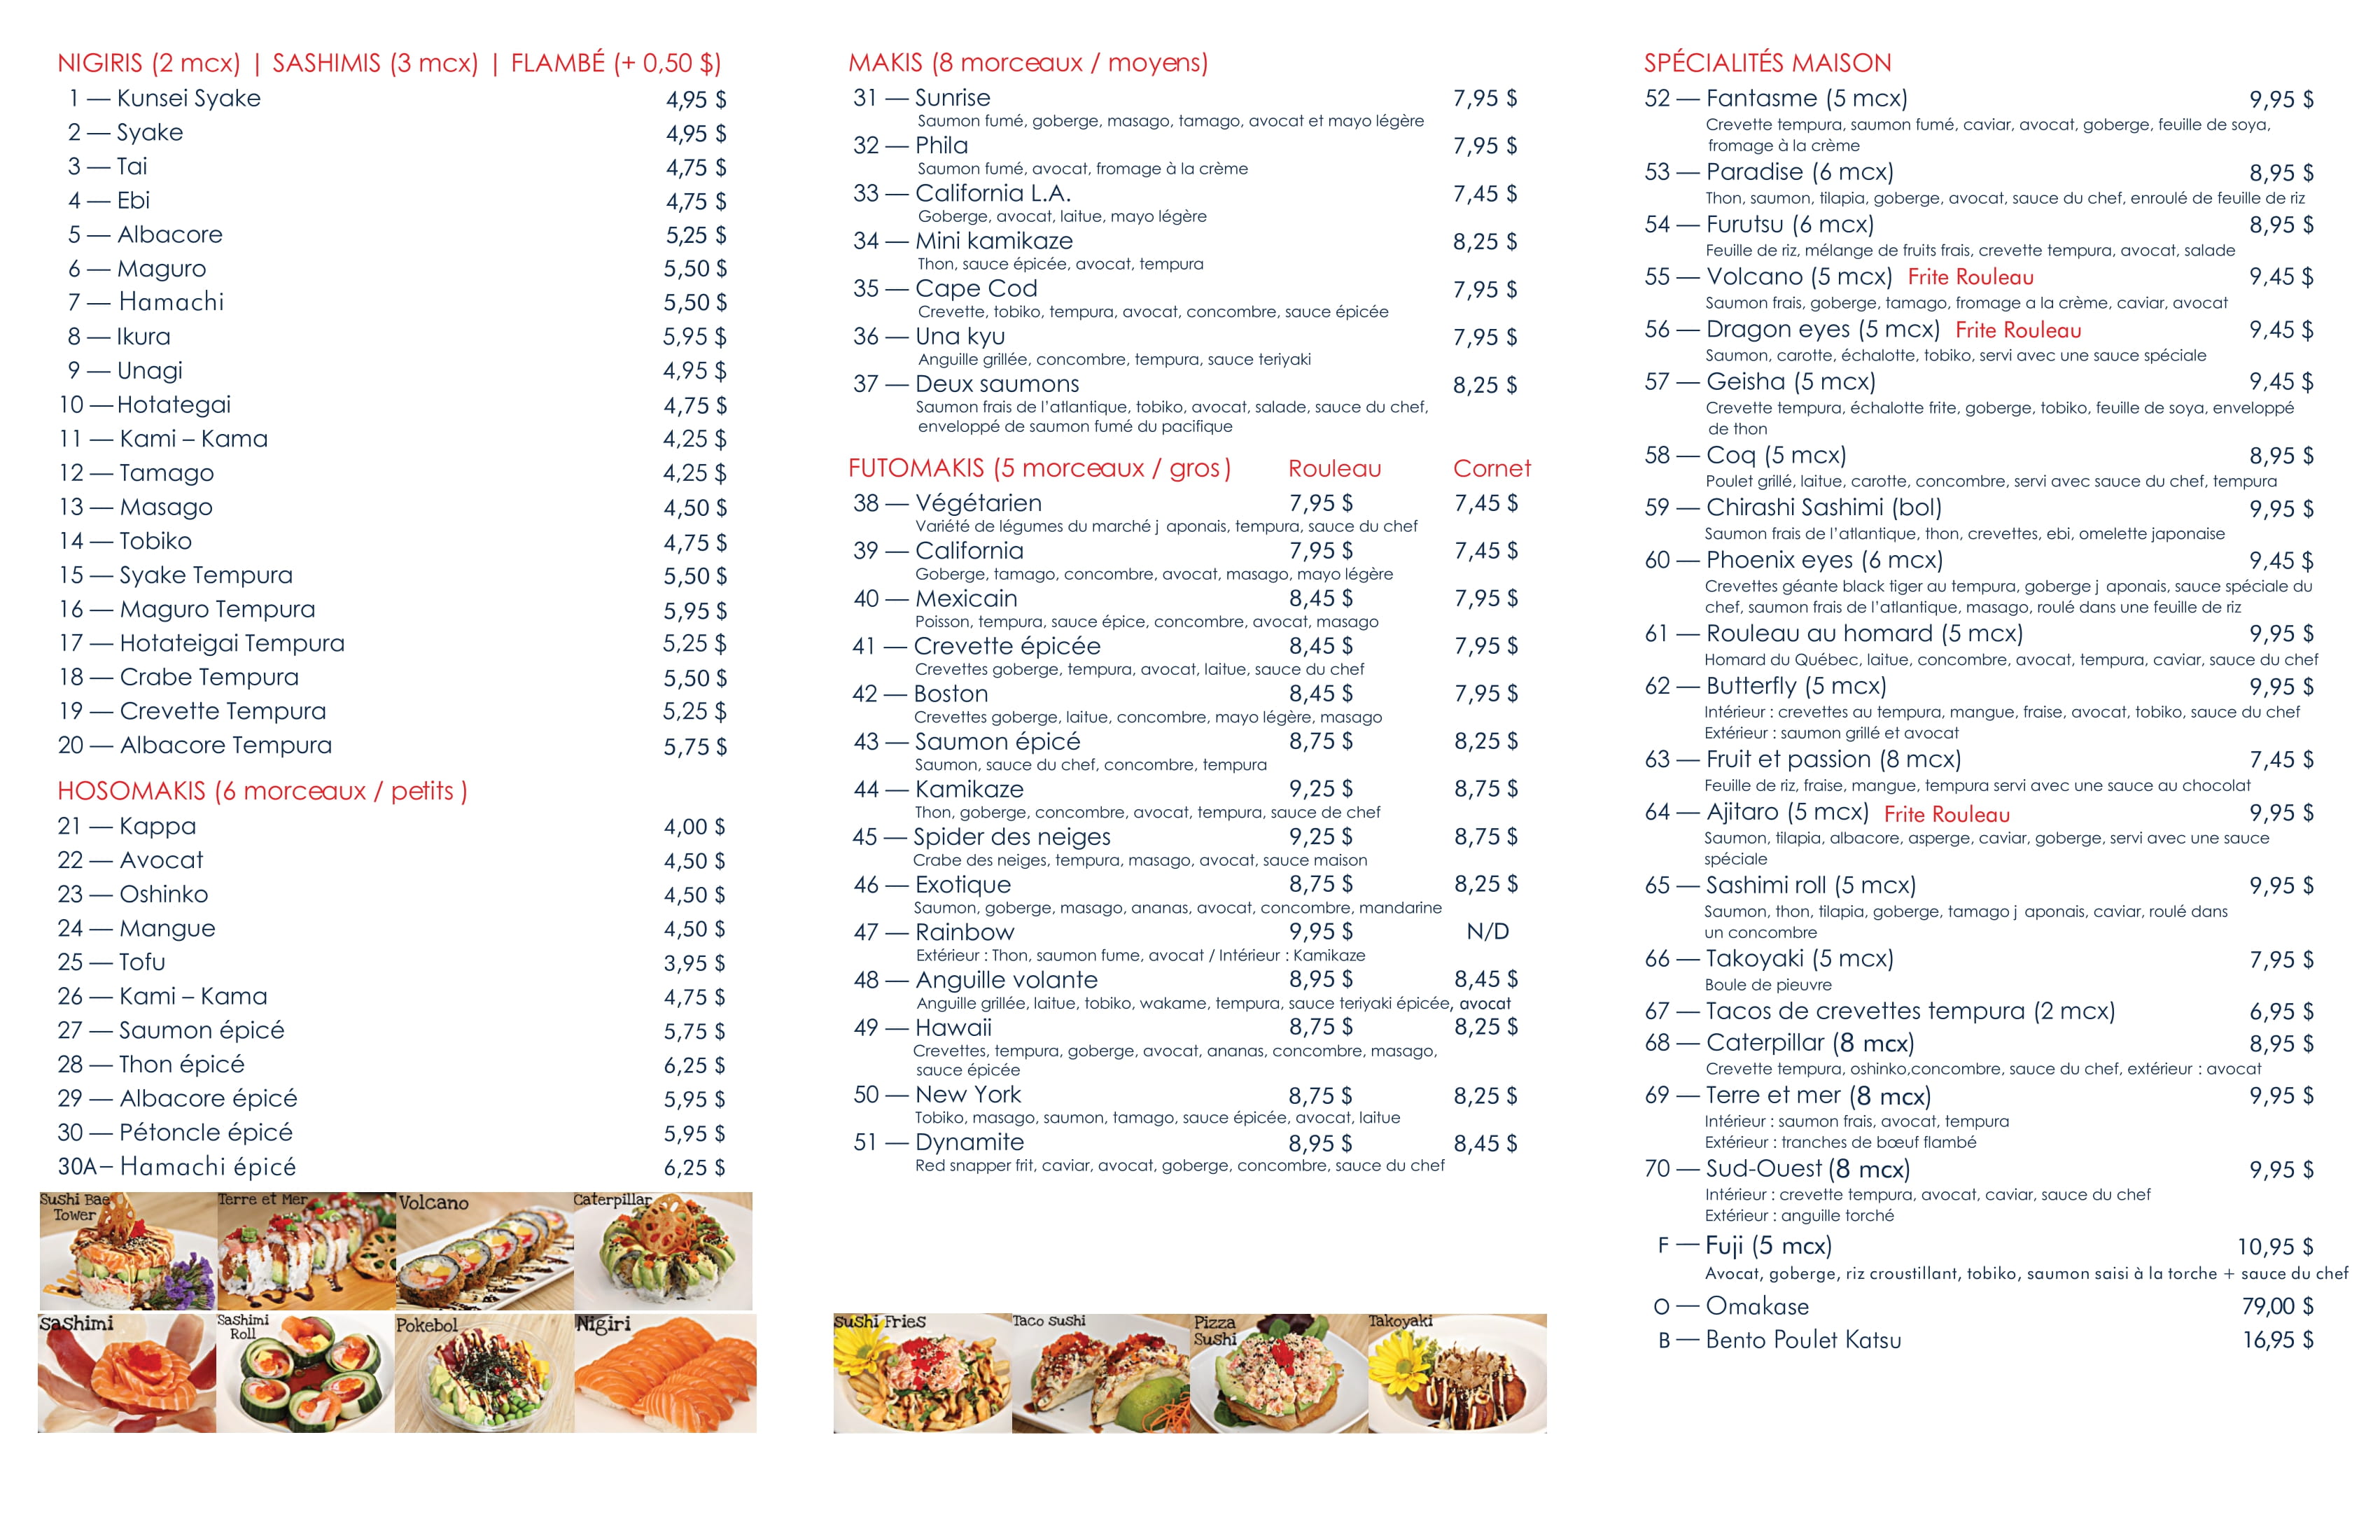 NIGIRIS (2 mcx) | SASHIMIS (3 mcx) | FLAMBÉ (+ 0,50 $)
1 — Kunsei Syake 4,95 $
2 — Syake 4,95 $
3 — Tai 4,75 $
4 — Ebi 4,75 $
5 — Albacore 5,25 $
6 — Maguro 5,50 $
7 — Hamachi 5,50 $
8 — Ikura 5,95 $
9 — Unagi 4,95 $
10 — Hotategai 4,75 $
11 — Kami – Kama 4,25 $
12 — Tamago 4,25 $
13 — Masago 4,50 $
14 — Tobiko 4,75 $
15 — Syake Tempura 5,50 $
16 — Maguro Tempura 5,95 $
17 — Hotateigai Tempura 5,25 $
18 — Crabe Tempura 5,50 $
19 — Crevette Tempura 5,25 $
20 — Albacore Tempura 5,75 $
HOSOMAKIS (6 morceaux / petits )
21 — Kappa 4,00 $
22 — Avocat 4,50 $
23 — Oshinko 4,50 $
24 — Mangue 4,50 $
25 — Tofu 3,95 $
26 — Kami – Kama 4,75 $
27 — Saumon épicé 5,75 $
28 — Thon épicé 6,25 $
29 — Albacore épicé 5,95 $
30 — Pétoncle épicé 5,95 $
30A– Hamachi épicé 6,25 $
Sushi Bae Tower
Terre et Mer
Volcano
Caterpillar
Sashimi
Sashimi Roll
Pokebol
Nigiri
MAKIS (8 morceaux / moyens)
31 — Sunrise 7,95 $
Saumon fumé, goberge, masago, tamago, avocat et mayo légère
32 — Phila 7,95 $
Saumon fumé, avocat, fromage à la crème
33 — California L.A. 7,45 $
Goberge, avocat, laitue, mayo légère
34 — Mini kamikaze 8,25 $
Thon, sauce épicée, avocat, tempura
35 — Cape Cod 7,95 $
Crevette, tobiko, tempura, avocat, concombre, sauce épicée
36 — Una kyu 7,95 $
Anguille grillée, concombre, tempura, sauce teriyaki
37 — Deux saumons 8,25 $
Saumon frais de l'atlantique, tobiko, avocat, salade, sauce du chef,
enveloppé de saumon fumé du pacifique
FUTOMAKIS (5 morceaux / gros ) Rouleau Cornet
38 — Végétarien 7,95 $ 7,45 $
Variété de légumes du marché j aponais, tempura, sauce du chef
39 — California 7,95 $ 7,45 $
Goberge, tamago, concombre, avocat, masago, mayo légère
40 — Mexicain 8,45 $ 7,95 $
Poisson, tempura, sauce épice, concombre, avocat, masago
41 — Crevette épicée 8,45 $ 7,95 $
Crevettes goberge, tempura, avocat, laitue, sauce du chef
42 — Boston 8,45 $ 7,95 $
Crevettes goberge, laitue, concombre, mayo légère, masago
43 — Saumon épicé 8,75 $ 8,25 $
Saumon, sauce du chef, concombre, tempura
44 — Kamikaze 9,25 $ 8,75 $
Thon, goberge, concombre, avocat, tempura, sauce de chef
45 — Spider des neiges 9,25 $ 8,75 $
Crabe des neiges, tempura, masago, avocat, sauce maison
46 — Exotique 8,75 $ 8,25 $
Saumon, goberge, masago, ananas, avocat, concombre, mandarine
47 — Rainbow 9,95 $ N/D
Extérieur : Thon, saumon fume, avocat / Intérieur : Kamikaze
48 — Anguille volante 8,95 $ 8,45 $
Anguille grillée, laitue, tobiko, wakame, tempura, sauce teriyaki épicée, avocat
49 — Hawaii 8,75 $ 8,25 $
Crevettes, tempura, goberge, avocat, ananas, concombre, masago,
sauce épicée
50 — New York 8,75 $ 8,25 $
Tobiko, masago, saumon, tamago, sauce épicée, avocat, laitue
51 — Dynamite 8,95 $ 8,45 $
Red snapper frit, caviar, avocat, goberge, concombre, sauce du chef
Sushi Fries
Taco sushi
Pizza Sushi
Takoyaki
SPÉCIALITÉS MAISON
52 — Fantasme (5 mcx) 9,95 $
Crevette tempura, saumon fumé, caviar, avocat, goberge, feuille de soya,
fromage à la crème
53 — Paradise (6 mcx) 8,95 $
Thon, saumon, tilapia, goberge, avocat, sauce du chef, enroulé de feuille de riz
54 — Furutsu (6 mcx) 8,95 $
Feuille de riz, mélange de fruits frais, crevette tempura, avocat, salade
55 — Volcano (5 mcx) Frite Rouleau 9,45 $
Saumon frais, goberge, tamago, fromage a la crème, caviar, avocat
56 — Dragon eyes (5 mcx) Frite Rouleau 9,45 $
Saumon, carotte, échalotte, tobiko, servi avec une sauce spéciale
57 — Geisha (5 mcx) 9,45 $
Crevette tempura, échalotte frite, goberge, tobiko, feuille de soya, enveloppé
de thon
58 — Coq (5 mcx) 8,95 $
Poulet grillé, laitue, carotte, concombre, servi avec sauce du chef, tempura
59 — Chirashi Sashimi (bol) 9,95 $
Saumon frais de l'atlantique, thon, crevettes, ebi, omelette japonaise
60 — Phoenix eyes (6 mcx) 9,45 $
Crevettes géante black tiger au tempura, goberge j aponais, sauce spéciale du
chef, saumon frais de l'atlantique, masago, roulé dans une feuille de riz
61 — Rouleau au homard (5 mcx) 9,95 $
Homard du Québec, laitue, concombre, avocat, tempura, caviar, sauce du chef
62 — Butterfly (5 mcx) 9,95 $
Intérieur : crevettes au tempura, mangue, fraise, avocat, tobiko, sauce du chef
Extérieur : saumon grillé et avocat
63 — Fruit et passion (8 mcx) 7,45 $
Feuille de riz, fraise, mangue, tempura servi avec une sauce au chocolat
64 — Ajitaro (5 mcx) Frite Rouleau 9,95 $
Saumon, tilapia, albacore, asperge, caviar, goberge, servi avec une sauce
spéciale
65 — Sashimi roll (5 mcx) 9,95 $
Saumon, thon, tilapia, goberge, tamago j aponais, caviar, roulé dans
un concombre
66 — Takoyaki (5 mcx) 7,95 $
Boule de pieuvre
67 — Tacos de crevettes tempura (2 mcx) 6,95 $
68 — Caterpillar (8 mcx) 8,95 $
Crevette tempura, oshinko,concombre, sauce du chef, extérieur : avocat
69 — Terre et mer (8 mcx) 9,95 $
Intérieur : saumon frais, avocat, tempura
Extérieur : tranches de bœuf flambé
70 — Sud-Ouest (8 mcx) 9,95 $
Intérieur : crevette tempura, avocat, caviar, sauce du chef
Extérieur : anguille torché
F — Fuji (5 mcx) 10,95 $
Avocat, goberge, riz croustillant, tobiko, saumon saisi à la torche + sauce du chef
O — Omakase 79,00 $
B — Bento Poulet Katsu 16,95 $